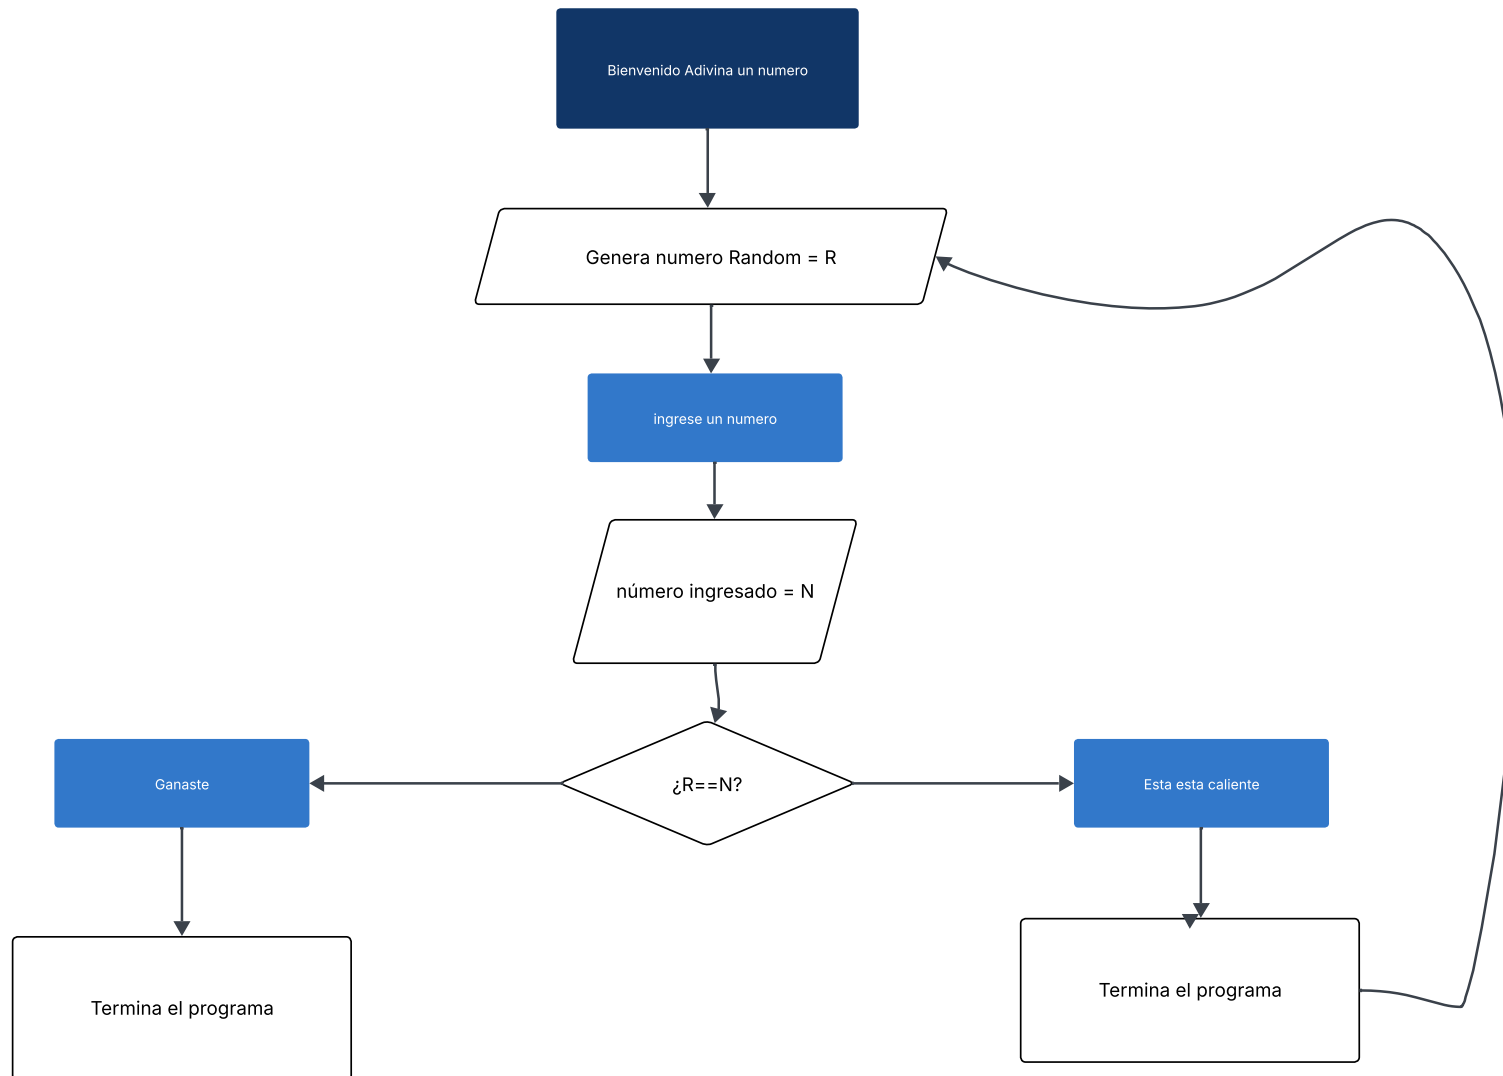 Bienvenido Adivina un numero
Genera numero Random = R
ingrese un numero
número ingresado = N
¿R==N?
Ganaste
Esta esta caliente
Termina el programa
Termina el programa